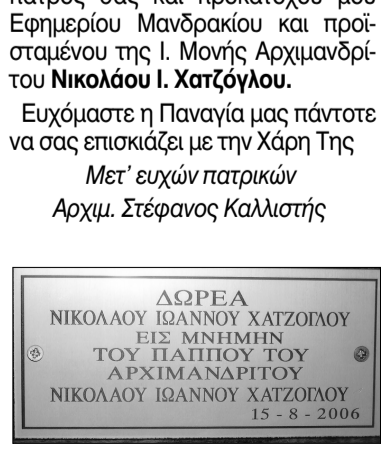 πατρός σας και προκατόχου μου
Εφημερίου Μανδρακίου και προϊ-
σταμένου της Ι. Μονής Αρχιμανδρί-
του Νικολάου Ι. Χατζόγλου.
Ευχόμαστε η Παναγία μας πάντοτε
να σας επισκιάζει με την Χάρη Της
Μετ’ ευχών πατρικών
Αρχιμ. Στέφανος Καλλιστής
ΔΩΡΕΑ
ΝΙΚΟΛΑΟΥ ΙΩΑΝΝΟΥ ΧΑΤΖΟΓΛΟΥ
ΕΙΣ ΜΝΗΜΗΝ
ΤΟΥ ΠΑΠΠΟΥ ΤΟΥ
ΑΡΧΙΜΑΝΔΡΙΤΟΥ
ΝΙΚΟΛΑΟΥ ΙΩΑΝΝΟΥ ΧΑΤΖΟΓΛΟΥ
15 - 8 - 2006